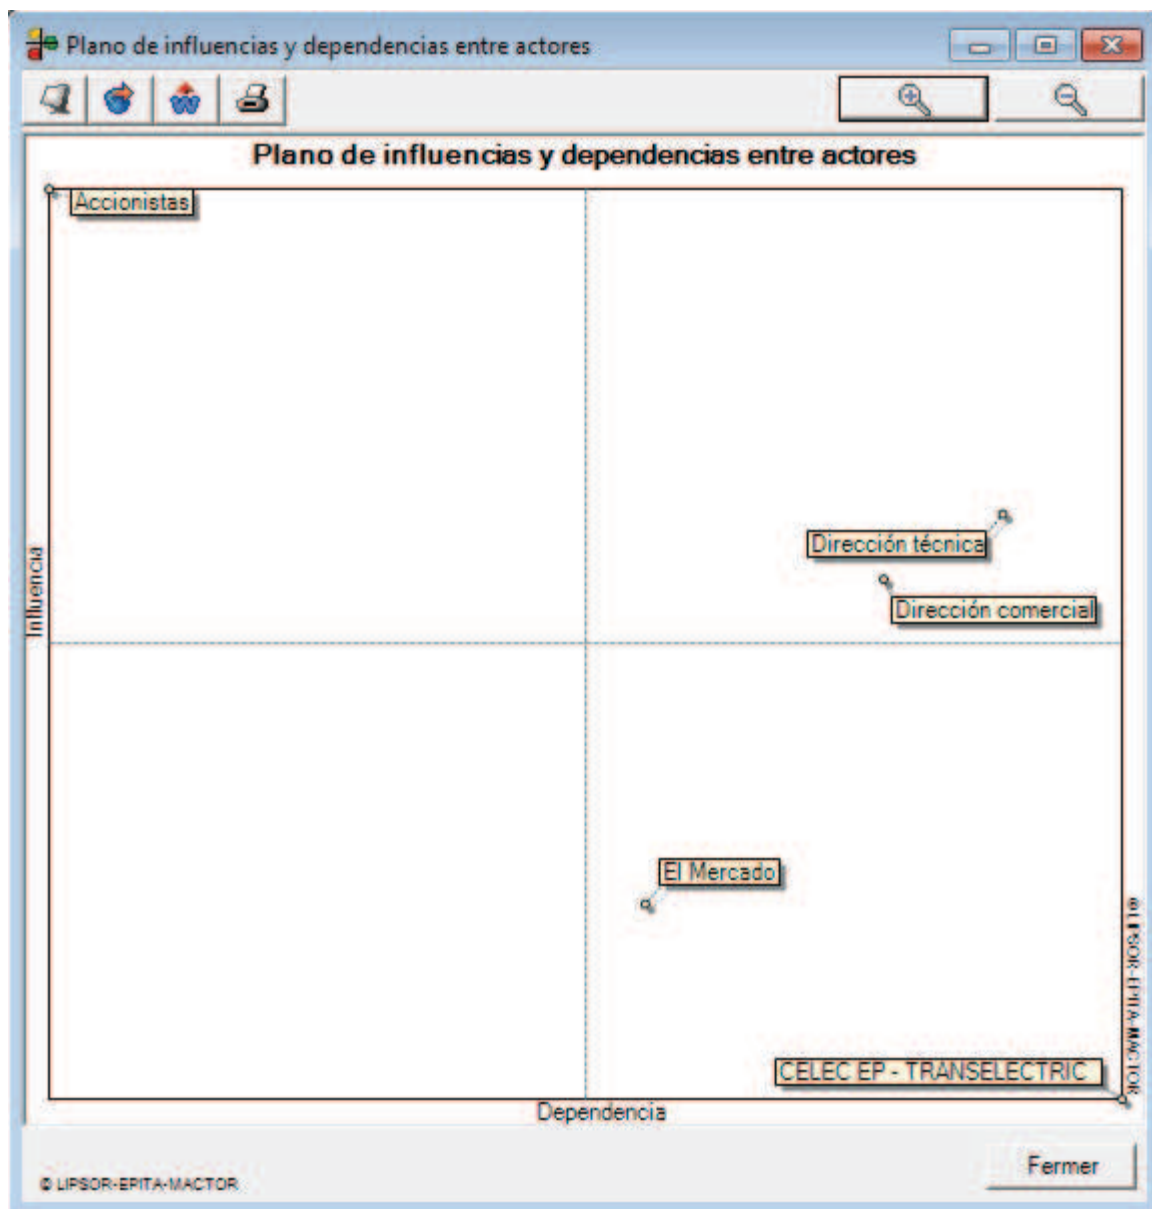 Plano de influencias y dependencias entre actores
Plano de influencias y dependencias entre actores
Accionistas
Influencia
Dirección técnica
Dirección comercial
El Mercado
CELEC EP - TRANSELECTRIC
© LIPSOR-EPITA-MACTOR
Dependencia
Fermer
© LIPSOR-EPITA-MACTOR